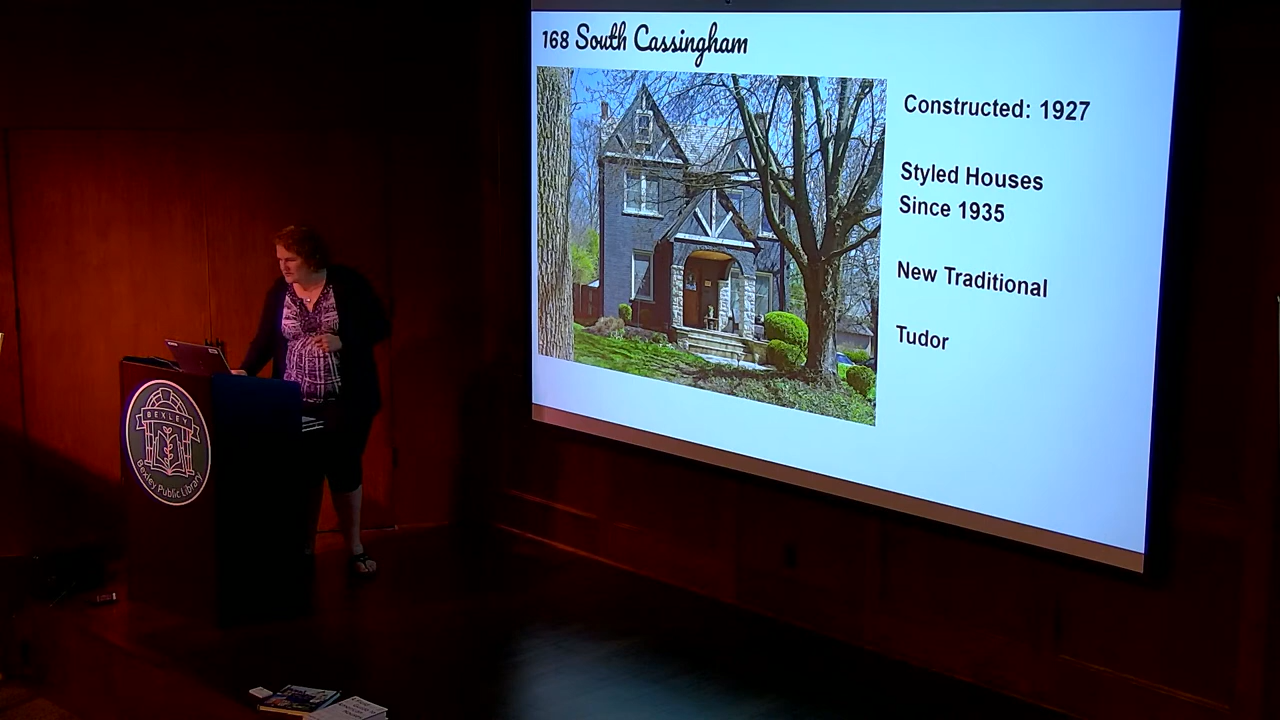 168 South Cassingham
Constructed: 1927
Styled Houses
Since 1935
New Traditional
Tudor
BEXLEY
Bexley Public Library